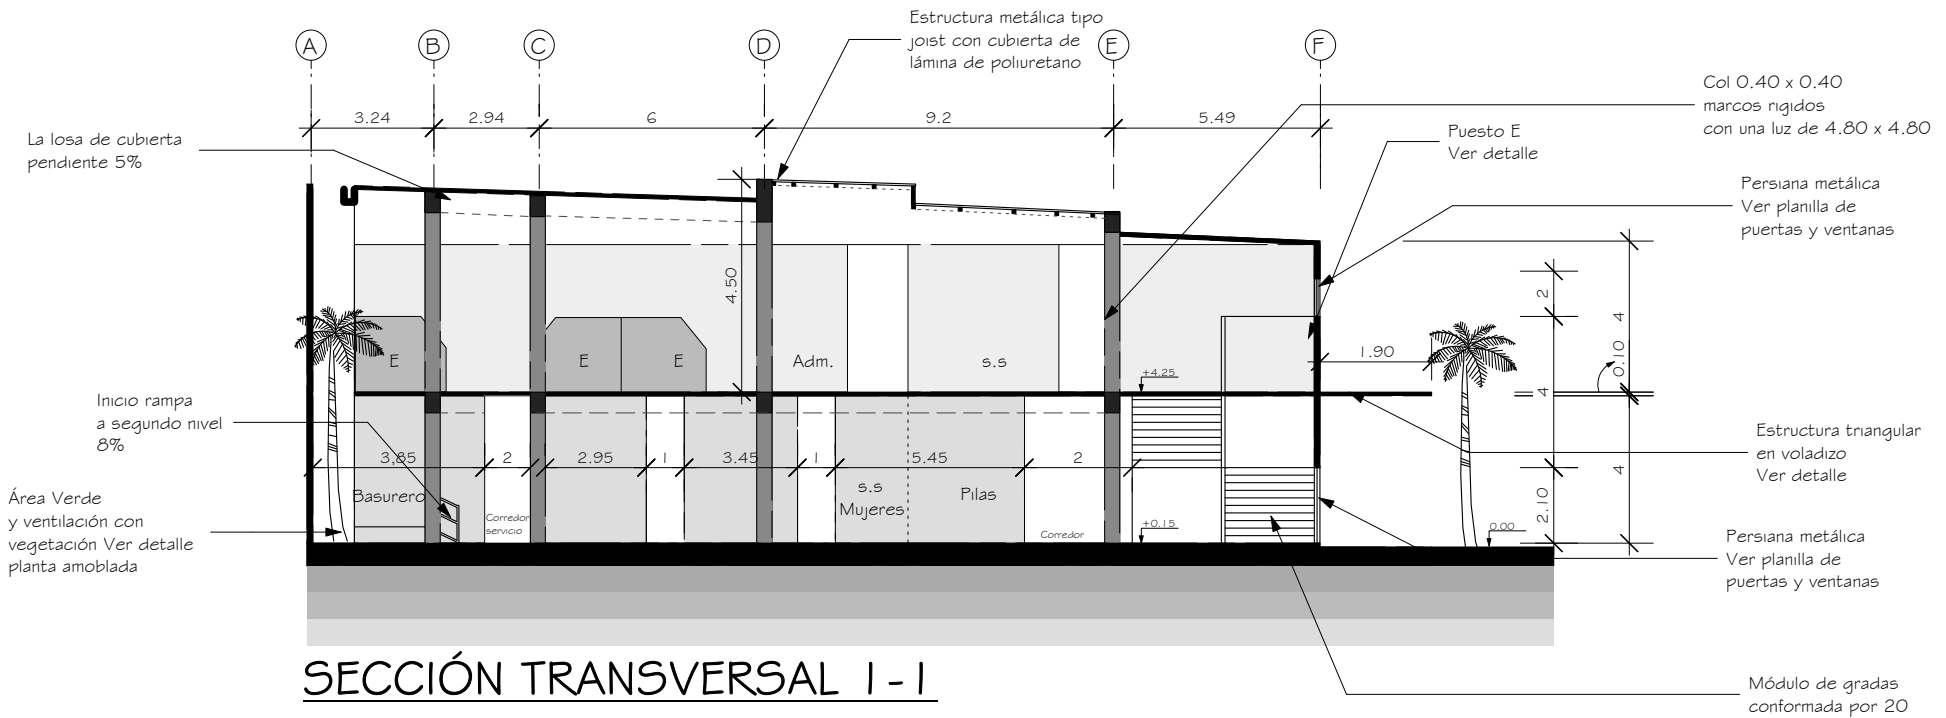 Estructura metálica tipo
joist con cubierta de
lámina de poliuretano
A
B
C
D
E
F
Col 0.40 x 0.40
marcos rigidos
con una luz de 4.80 x 4.80
3.24
2.94
6
9.2
5.49
La losa de cubierta
pendiente 5%
Puesto E
Ver detalle
Persiana metálica
Ver planilla de
puertas y ventanas
4.50
2
4
4
0.10
E
E
E
Adm.
s.s
1.90
+4.25
Inicio rampa
a segundo nivel
8%
Estructura triangular
en voladizo
Ver detalle
3,85
2
2.95
1
3.45
1
5.45
2
4
2.10
Basurero
s.s
Mujeres
Pilas
Corredor
servicio
Corredor
+0.15
0.00
Área Verde
y ventilación con
vegetación Ver detalle
planta amoblada
Persiana metálica
Ver planilla de
puertas y ventanas
SECCIÓN TRANSVERSAL 1-1
Módulo de gradas
conformada por 20